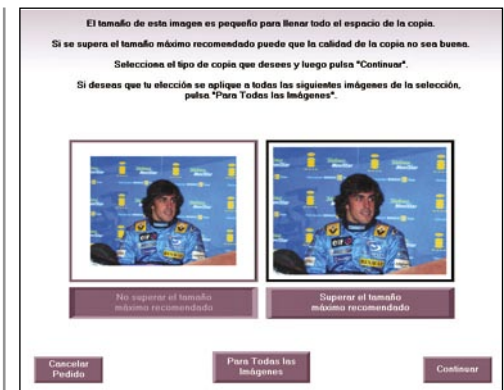 El tamaño de esta imagen es pequeño para llenar todo el espacio de la copia.
Si se supera el tamaño máximo recomendado puede que la calidad de la copia no sea buena.
Selecciona el tipo de copia que desees y luego pulsa "Continuar".
Si deseas que tu elección se aplique a todas las siguientes imágenes de la selección,
pulsa "Para Todas las Imágenes".
No superar el tamaño
máximo recomendado
Superar el tamaño
máximo recomendado
Cancelar
Pedido
Para Todas las
Imágenes
Continuar